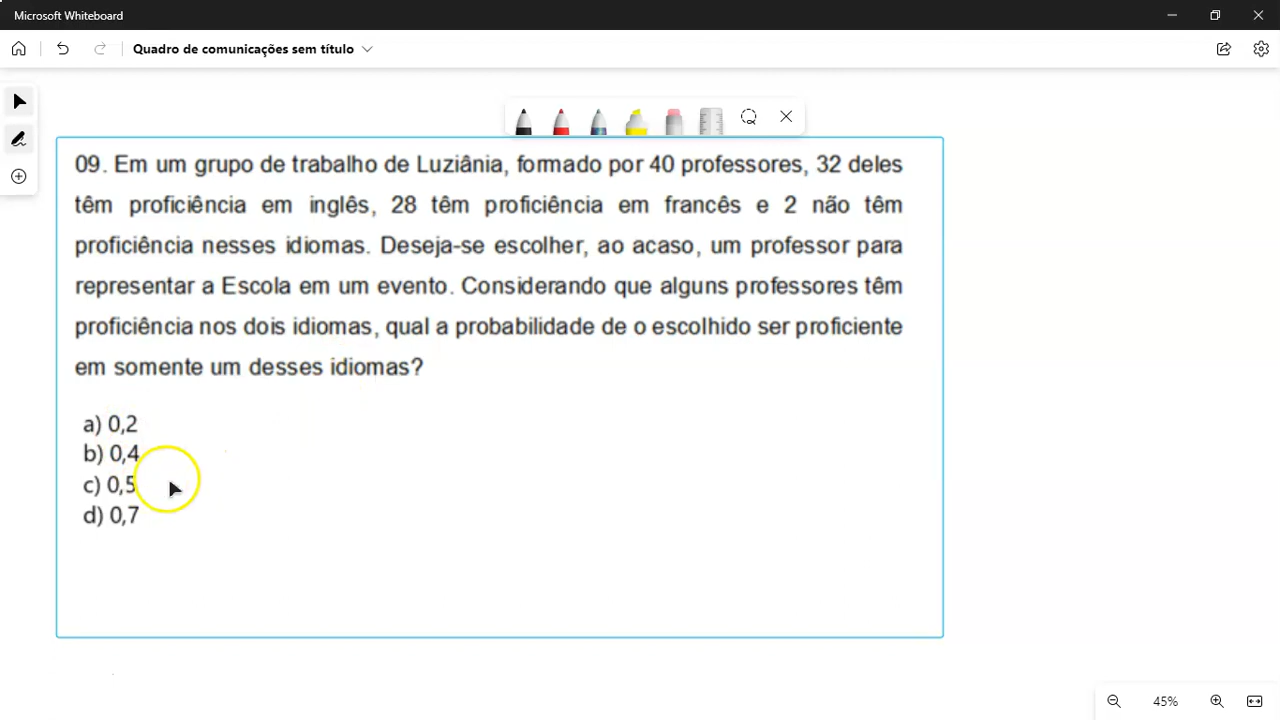 Microsoft Whiteboard
Quadro de comunicações sem título
09. Em um grupo de trabalho de Luziânia, formado por 40 professores, 32 deles
têm proficiência em inglês, 28 têm proficiência em francês e 2 não têm
proficiência nesses idiomas. Deseja-se escolher, ao acaso, um professor para
representar a Escola em um evento. Considerando que alguns professores têm
proficiência nos dois idiomas, qual a probabilidade de o escolhido ser proficiente
em somente um desses idiomas?
a) 0,2
b) 0,4
c) 0,5
d) 0,7
45%